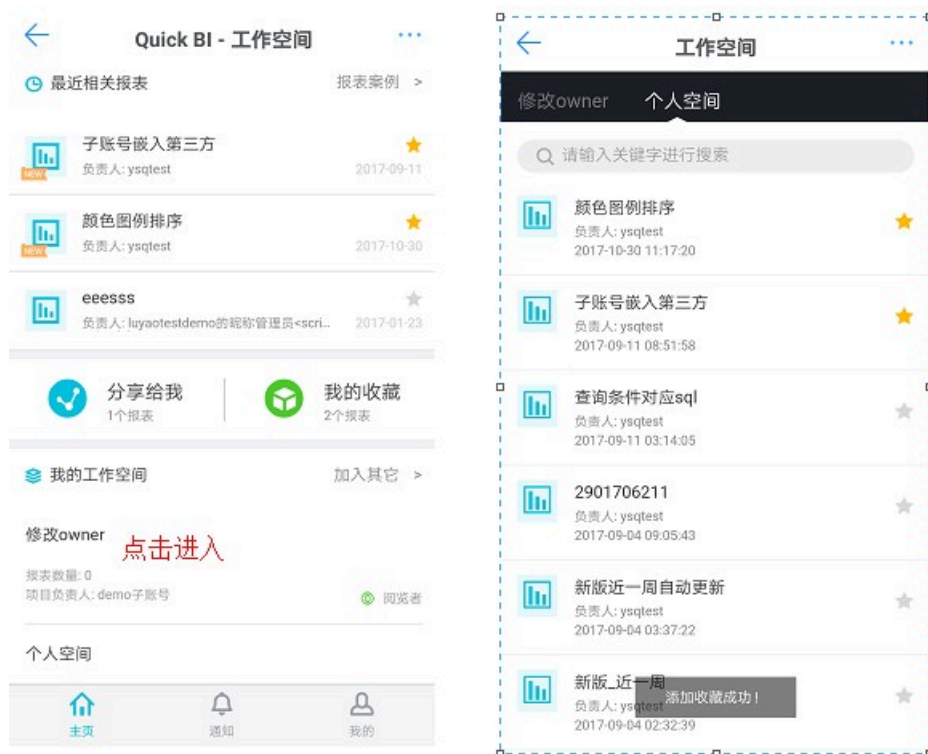 Quick BI - 工作空间
最近相关报表
报表案例 >
子账号嵌入第三方
NEW
负责人: ysqtest
2017-09-11
颜色图例排序
NEW
负责人: ysqtest
2017-10-30
eeesss
负责人: luyaotestdemo的昵称管理员<scri...
2017-01-23
分享给我
1个报表
我的收藏
2个报表
我的工作空间
加入其它 >
修改owner
点击进入
报表数量: 0
项目负责人: demo子账号
阅览者
个人空间
主页
通知
我的
工作空间
修改owner
个人空间
请输入关键字进行搜索
颜色图例排序
负责人: ysqtest
2017-10-30 11:17:20
子账号嵌入第三方
负责人: ysqtest
2017-09-11 08:51:58
查询条件对应sql
负责人: ysqtest
2017-09-11 03:14:05
2901706211
负责人: ysqtest
2017-09-04 09:05:43
新版近一周自动更新
负责人: ysqtest
2017-09-04 03:37:22
新版_近一周
负责人: ysqtest
添加收藏成功！
2017-09-04 02:32:39